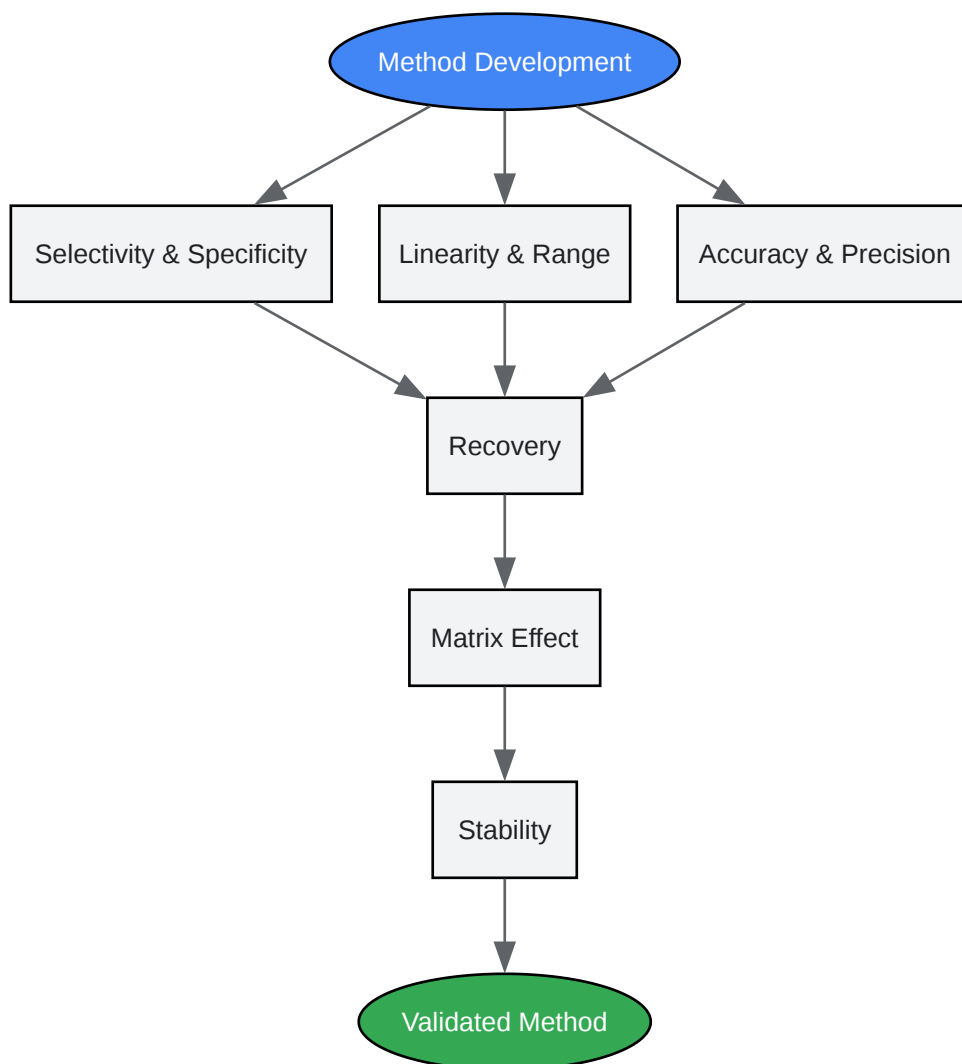 Method Development
Selectivity & Specificity
Linearity & Range
Accuracy & Precision
Recovery
Matrix Effect
Stability
Validated Method